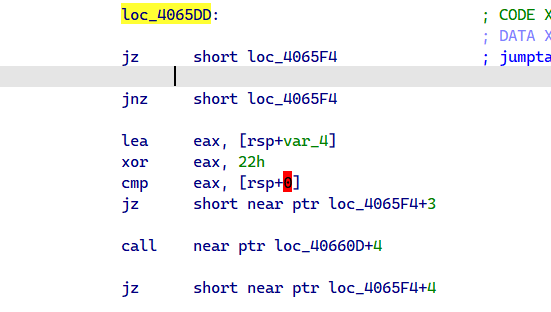 loc_4065DD: ; CODE X
; DATA X
jz short loc_4065F4 ; jumpta
jnz short loc_4065F4
lea eax, [rsp+var_4]
xor eax, 22h
cmp eax, [rsp+0]
jz short near ptr loc_4065F4+3
call near ptr loc_40660D+4
jz short near ptr loc_4065F4+4